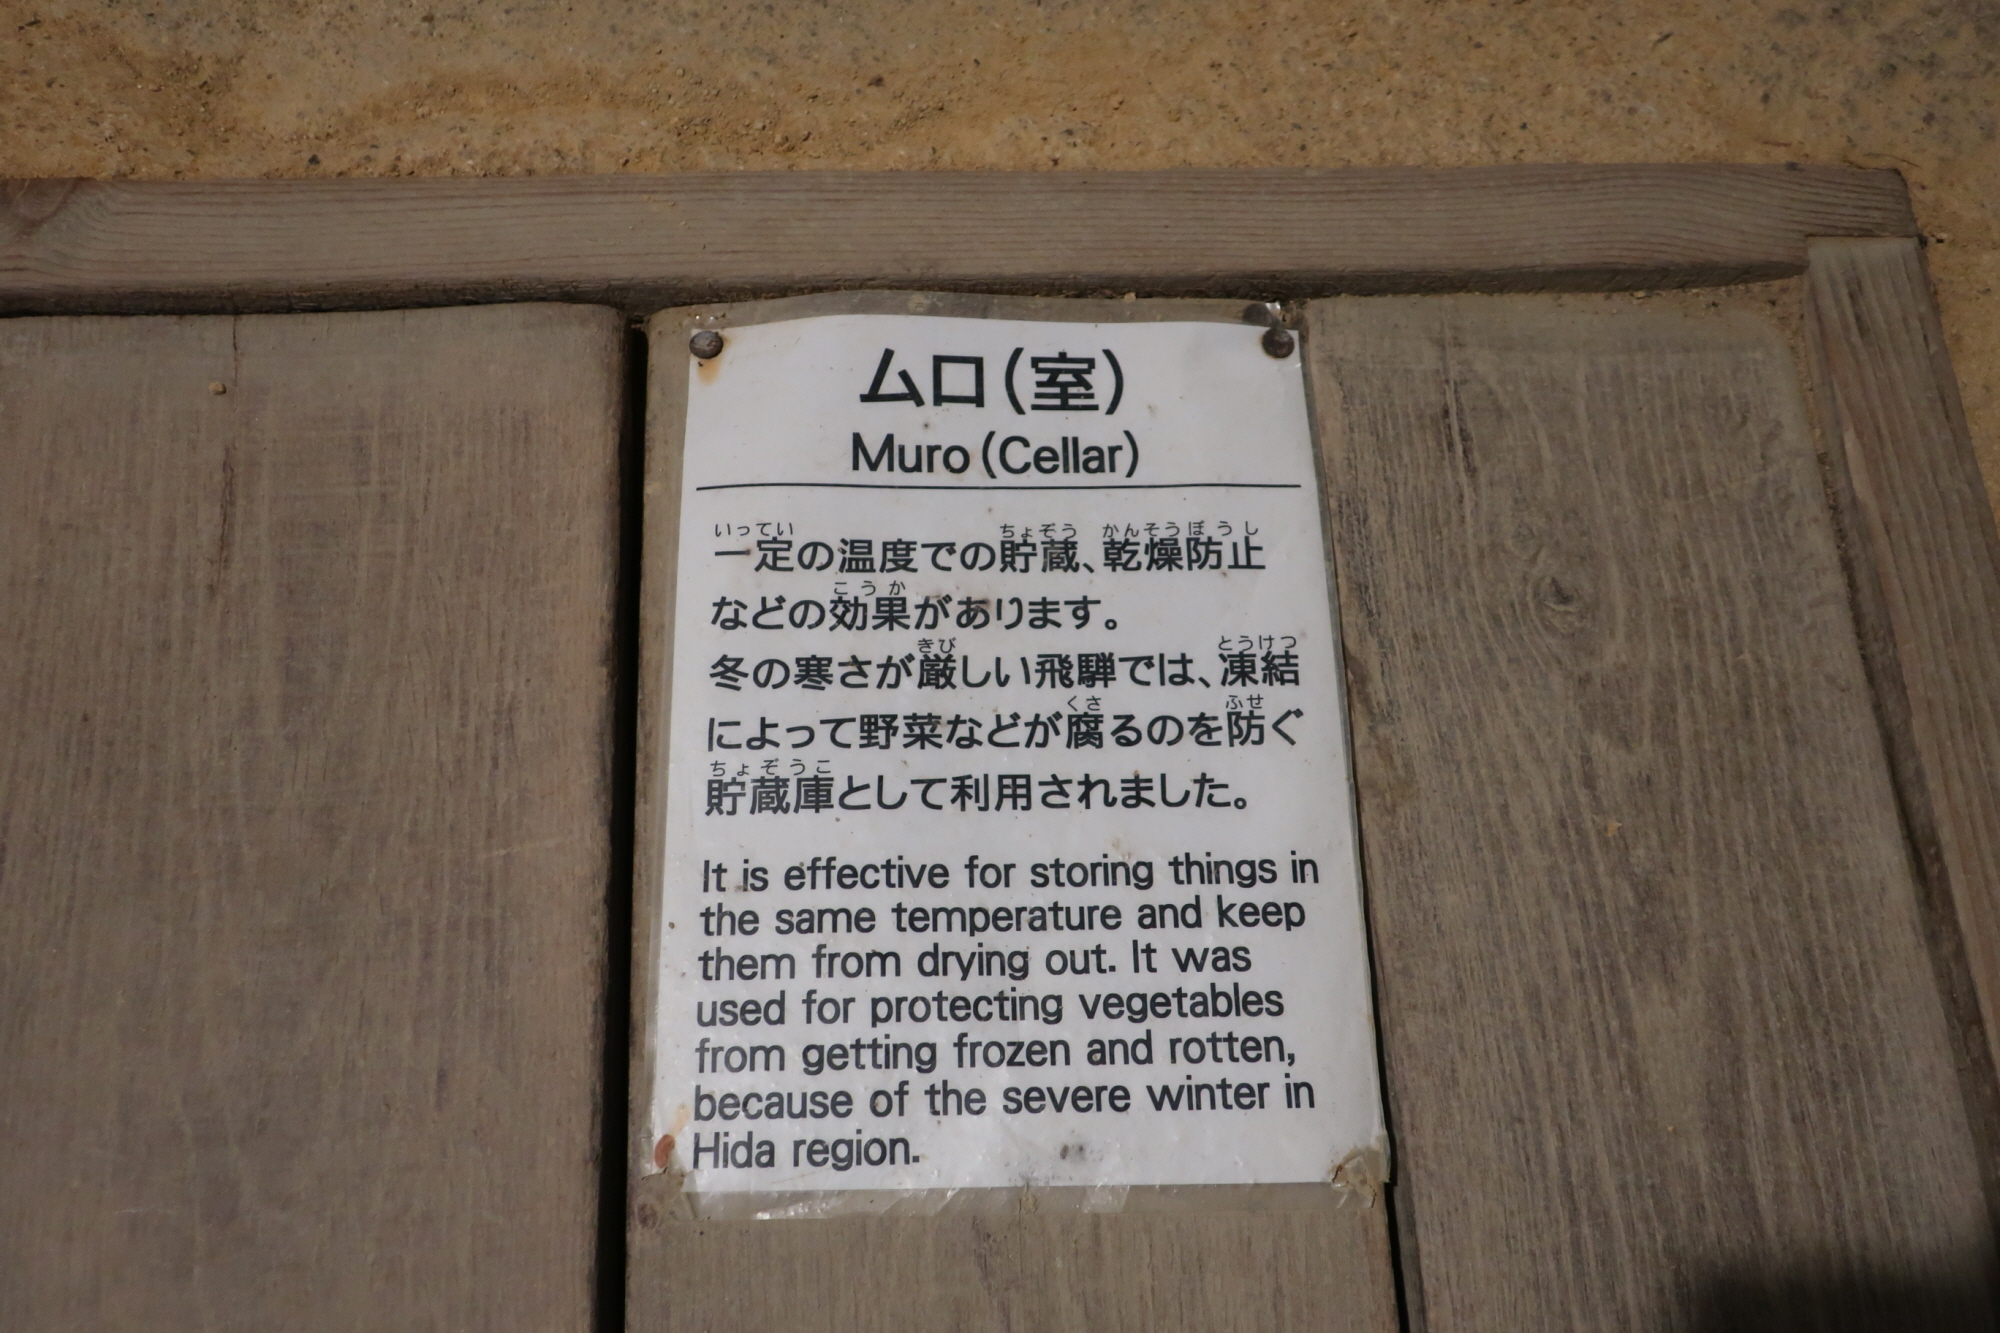 ムロ(室)
Muro(Cellar)
いってい ちょぞう かんそうぼうし
一定の温度での貯蔵、乾燥防止
こうか
などの効果があります。
きび とうけつ
冬の寒さが厳しい飛騨では、凍結
くさ ふせ
によって野菜などが腐るのを防ぐ
ちょぞうこ
貯蔵庫として利用されました。
It is effective for storing things in
the same temperature and keep
them from drying out. It was
used for protecting vegetables
from getting frozen and rotten,
because of the severe winter in
Hida region.